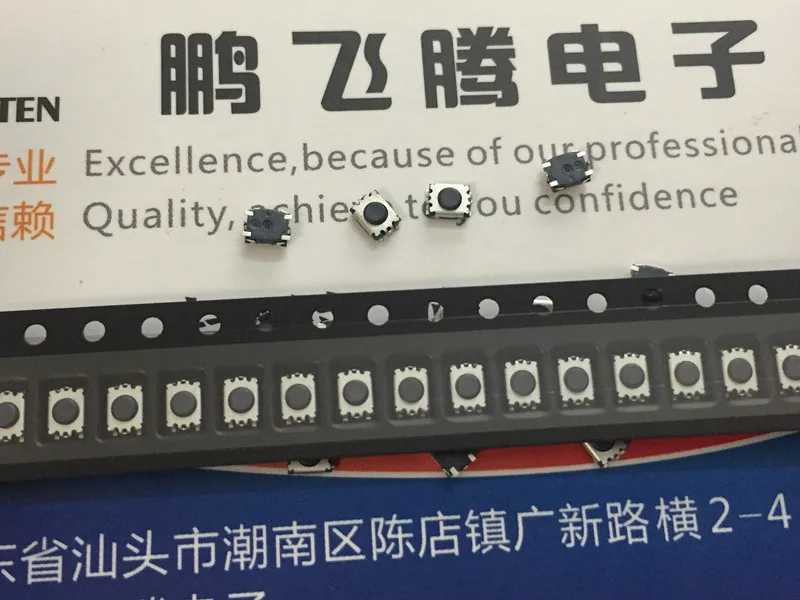 鹏飞腾电子
TEN
专业 Excellence,because of our professional
信赖 Quality, achieve to you confidence
东省汕头市潮南区陈店镇广新路横2-4